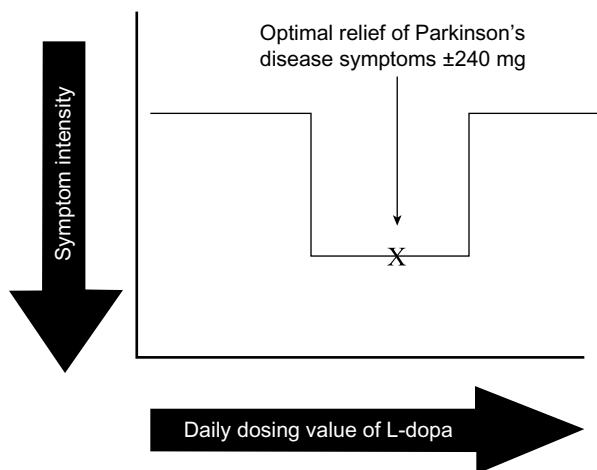 Optimal relief of Parkinson’s
disease symptoms ±240 mg
Symptom intensity
X
Daily dosing value of L-dopa